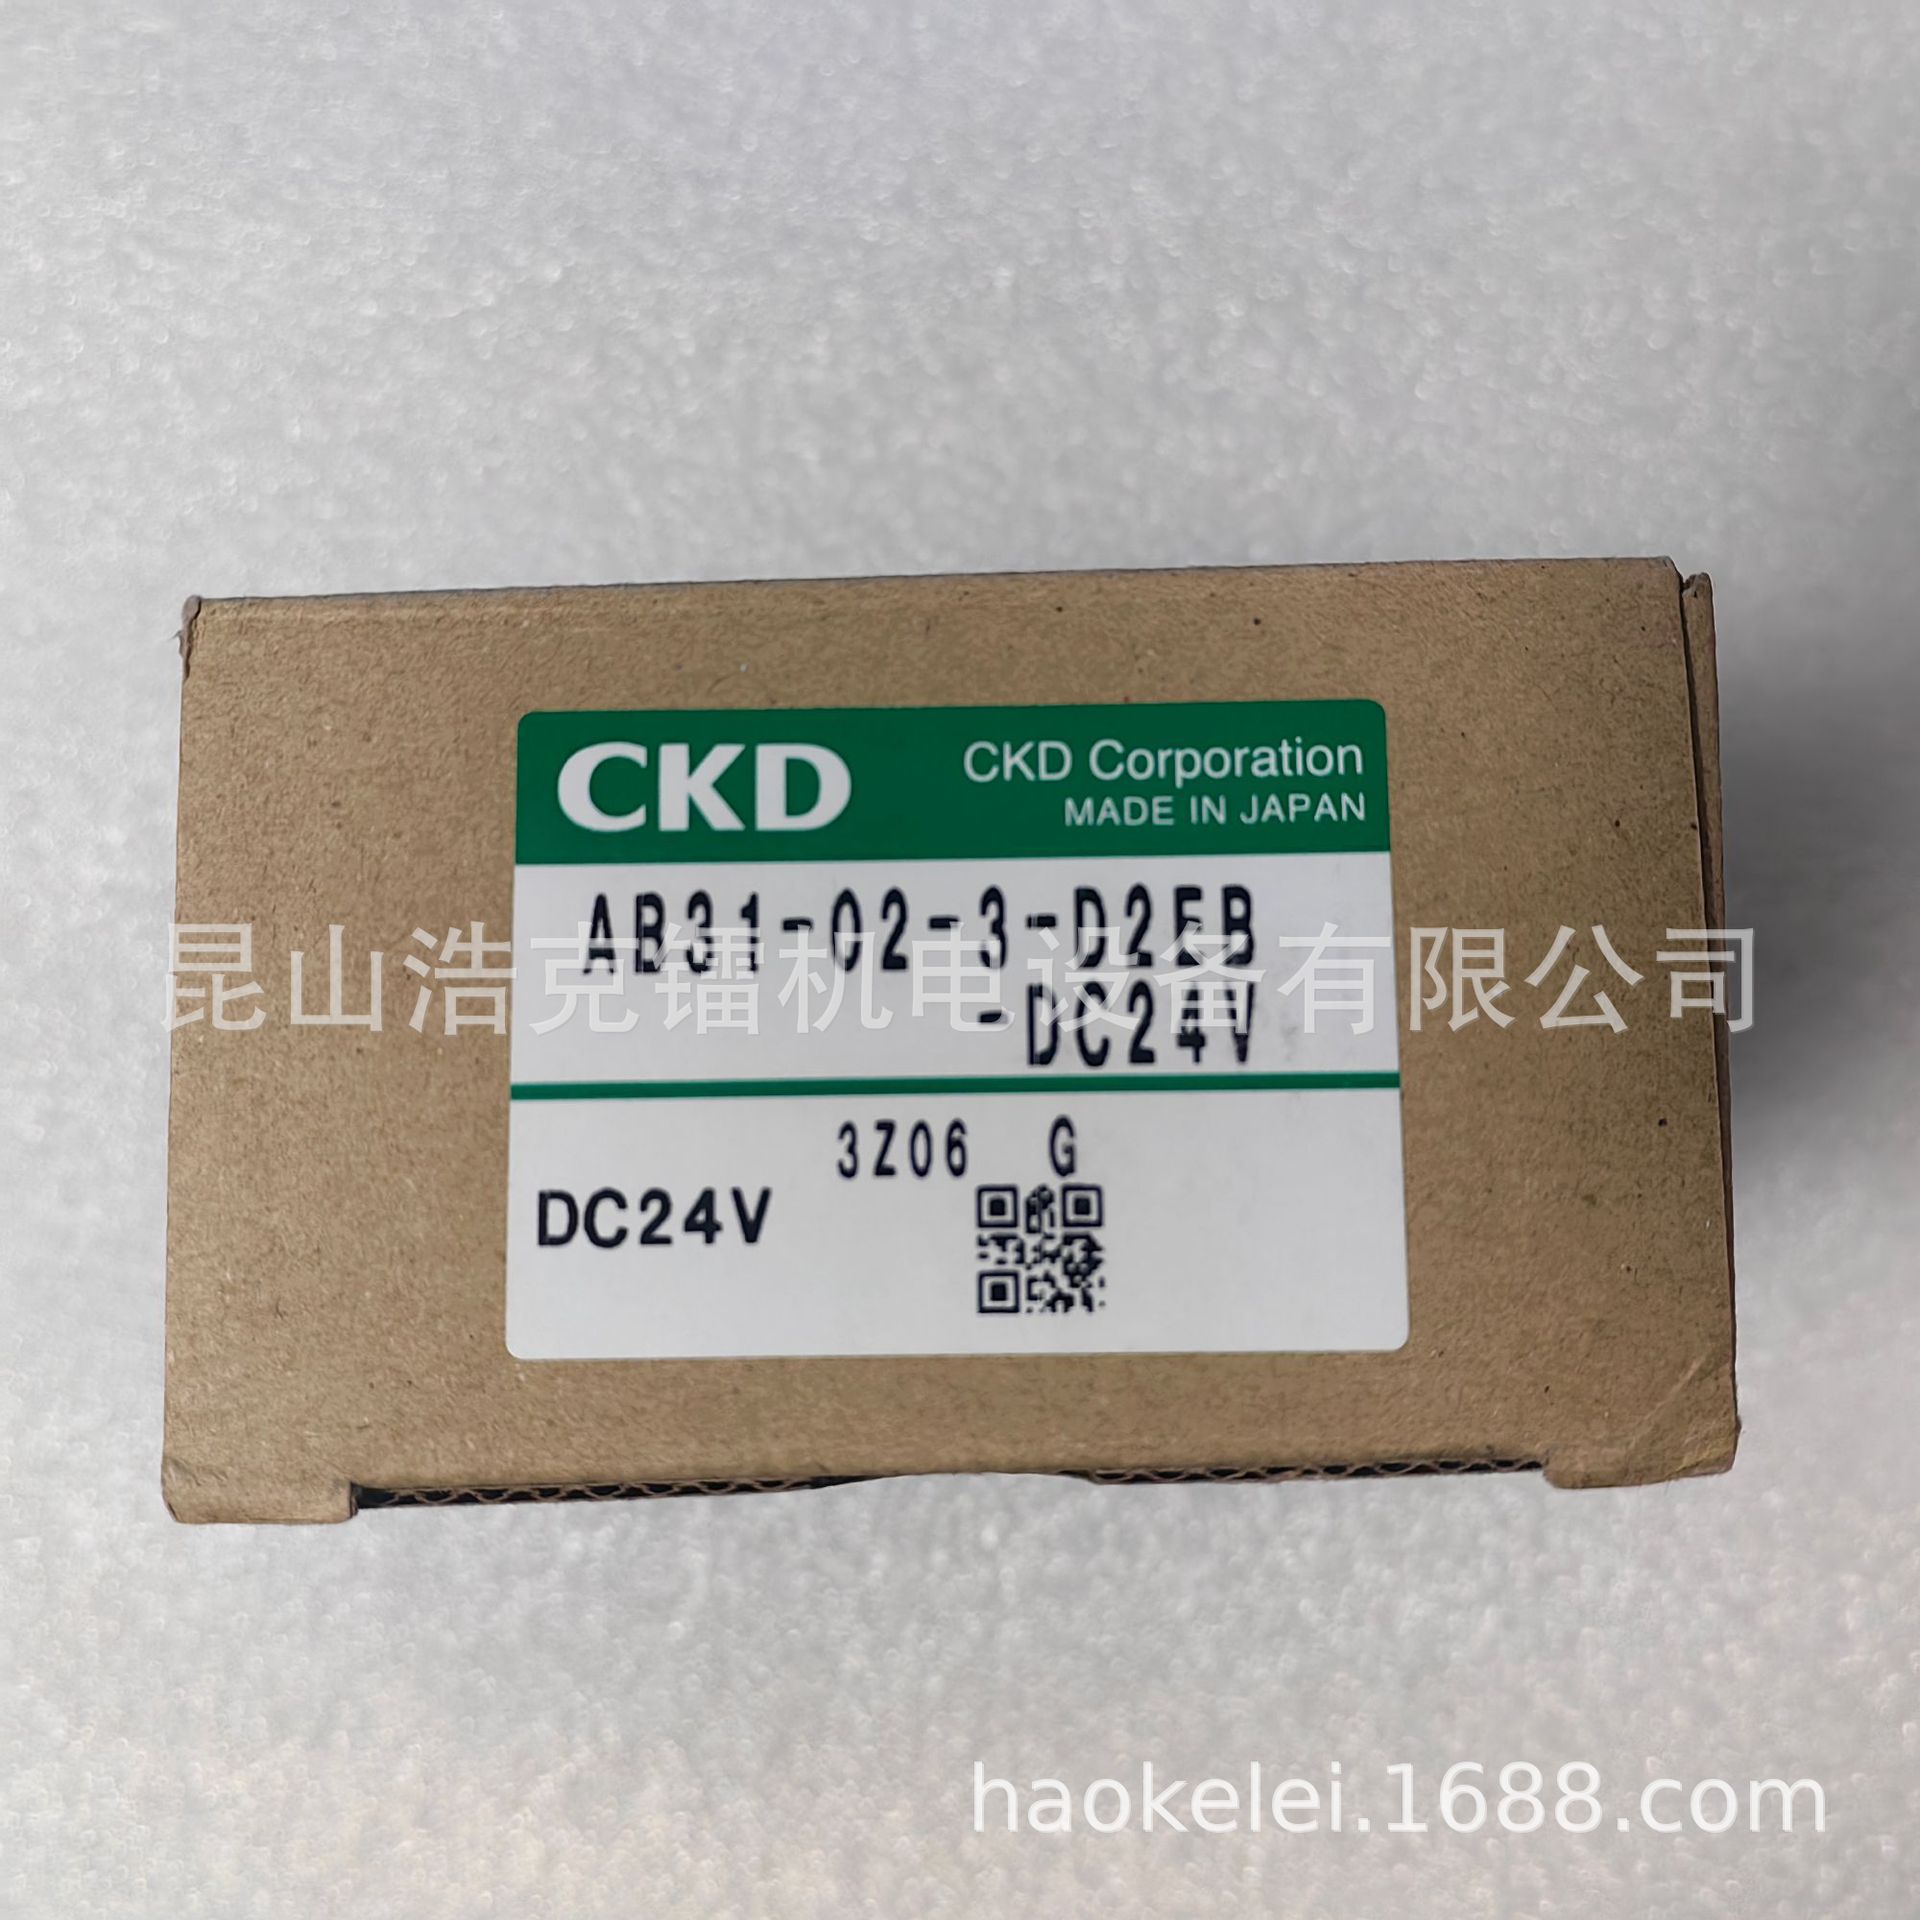 CKD
CKD Corporation
MADE IN JAPAN
AB31-02-3-D2EB
-DC24V
昆山浩克镭机电设备有限公司
3Z06 G
DC24V
haokelei.1688.com